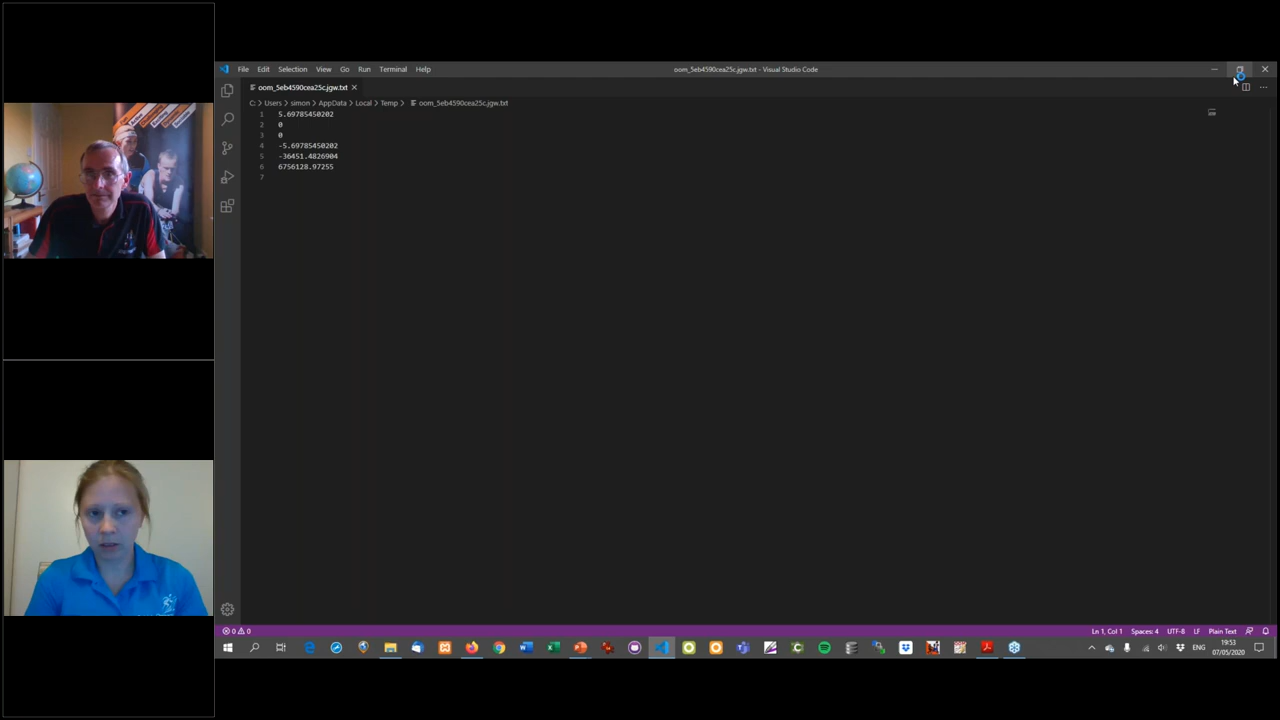 File Edit Selection View Go Run Terminal Help
oom_5eb4590cea25c.jgw.txt - Visual Studio Code
oom_5eb4590cea25c.jgw.txt
C: > Users > simon > AppData > Local > Temp > oom_5eb4590cea25c.jgw.txt
1 5.69785450202
2 0
3 0
4 -5.69785450202
5 -36451.4826904
6 6756128.97255
7
0 0
Ln 1, Col 1 Spaces: 4 UTF-8 LF Plain Text
ENG
19:53
07/05/2020